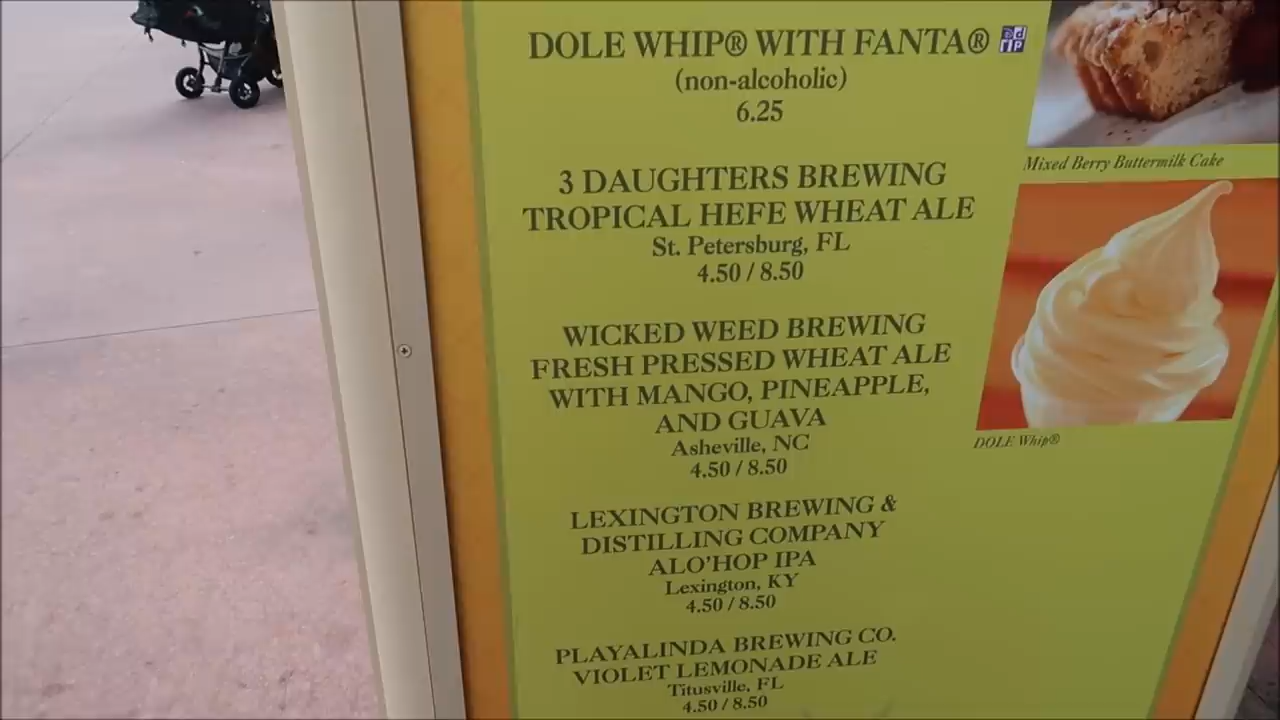 DOLE WHIP® WITH FANTA®
(non-alcoholic)
6.25
3 DAUGHTERS BREWING
TROPICAL HEFE WHEAT ALE
St. Petersburg, FL
4.50 / 8.50
WICKED WEED BREWING
FRESH PRESSED WHEAT ALE
WITH MANGO, PINEAPPLE,
AND GUAVA
Asheville, NC
4.50 / 8.50
LEXINGTON BREWING &
DISTILLING COMPANY
ALO'HOP IPA
Lexington, KY
4.50 / 8.50
PLAYALINDA BREWING CO.
VIOLET LEMONADE ALE
Titusville, FL
4.50 / 8.50
Mixed Berry Buttermilk Cake
DOLE Whip®